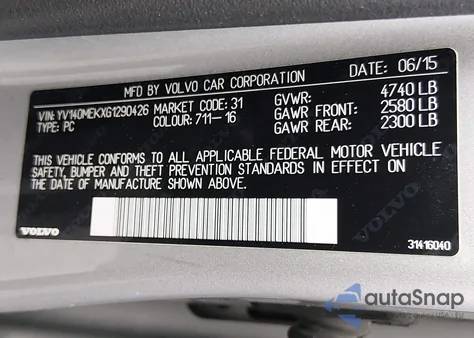 DATE: 06/15
MFD BY VOLVO CAR CORPORATION
VIN: YV140MEKXG1290426 MARKET CODE: 31 GVWR: 4740 LB
TYPE: PC COLOUR: 711-16 GAWR FRONT: 2580 LB
GAWR REAR: 2300 LB
THIS VEHICLE CONFORMS TO ALL APPLICABLE FEDERAL MOTOR VEHICLE
SAFETY, BUMPER AND THEFT PREVENTION STANDARDS IN EFFECT ON
THE DATE OF MANUFACTURE SHOWN ABOVE.
VOLVO
31416040
autaSnap